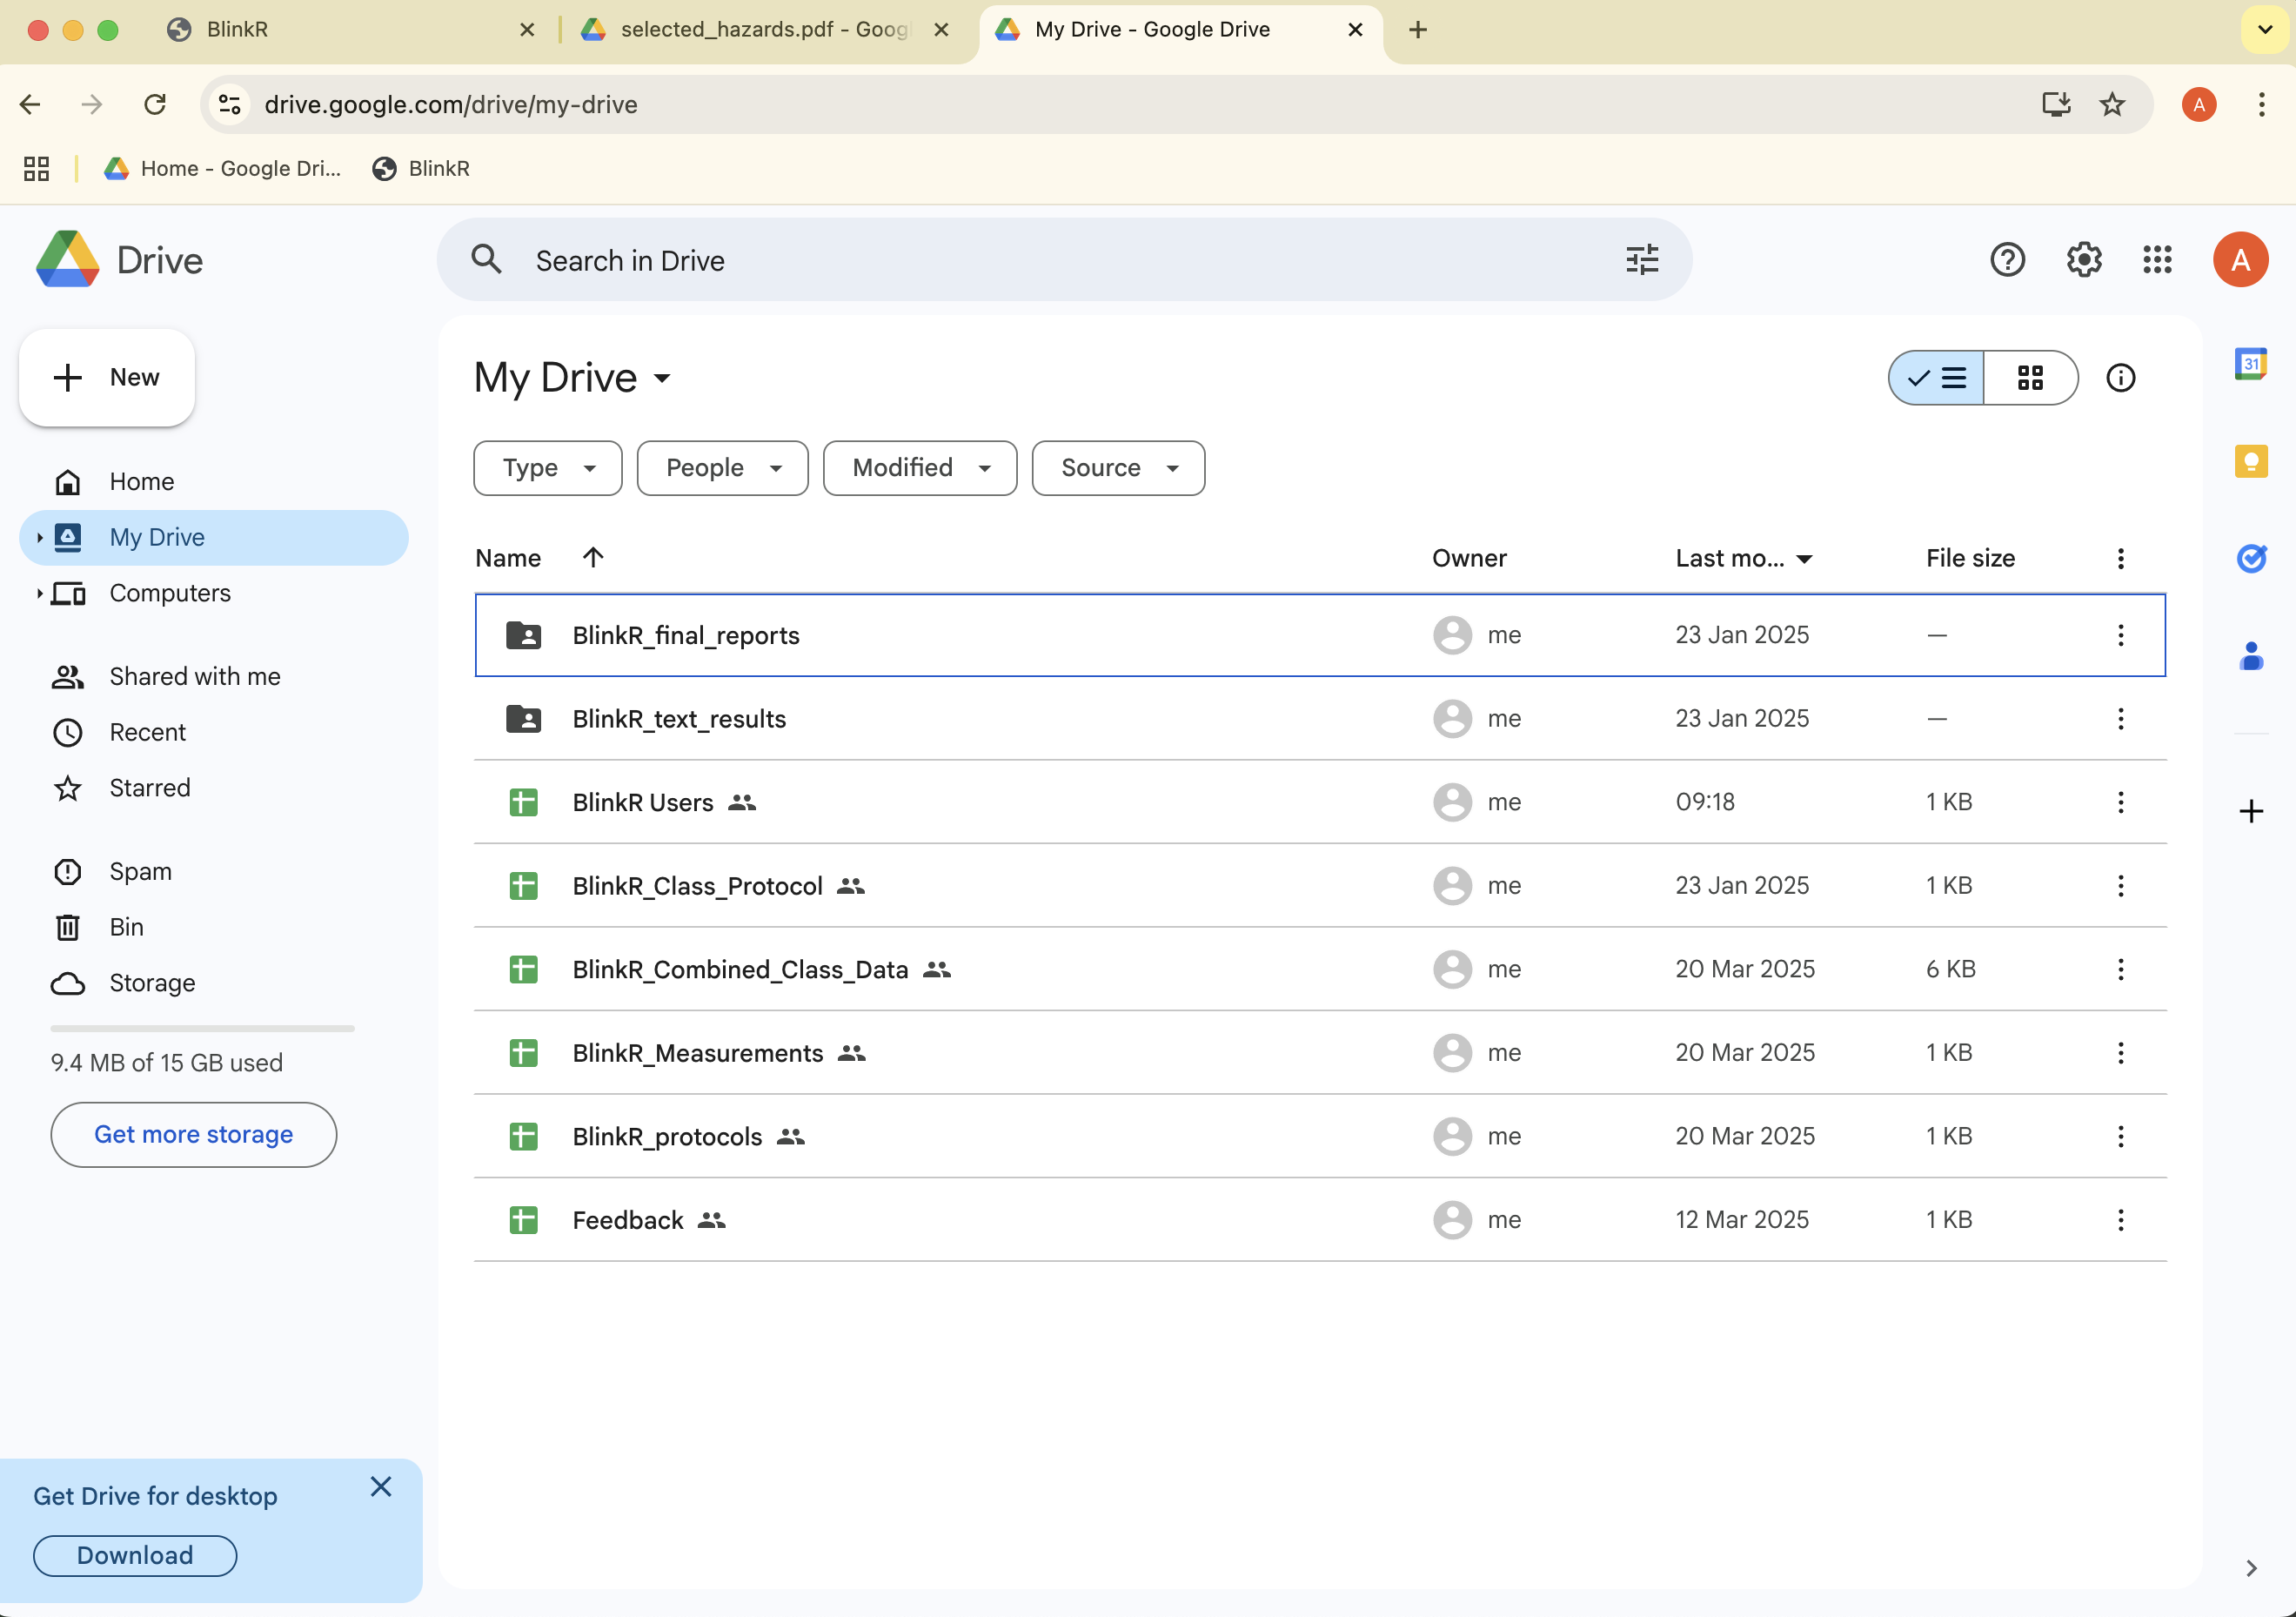 BlinkR
selected_hazards.pdf - Goog
My Drive - Google Drive
drive.google.com/drive/my-drive
A
Home - Google Dri...
BlinkR
Drive
Search in Drive
A
New
My Drive
31
Type
People
Modified
Source
Home
My Drive
Computers
Shared with me
Recent
Starred
Spam
Bin
Storage
9.4 MB of 15 GB used
Get more storage
Name Owner Last mo... File size
BlinkR_final_reports me 23 Jan 2025 —
BlinkR_text_results me 23 Jan 2025 —
BlinkR Users me 09:18 1 KB
BlinkR_Class_Protocol me 23 Jan 2025 1 KB
BlinkR_Combined_Class_Data me 20 Mar 2025 6 KB
BlinkR_Measurements me 20 Mar 2025 1 KB
BlinkR_protocols me 20 Mar 2025 1 KB
Feedback me 12 Mar 2025 1 KB
Get Drive for desktop
Download